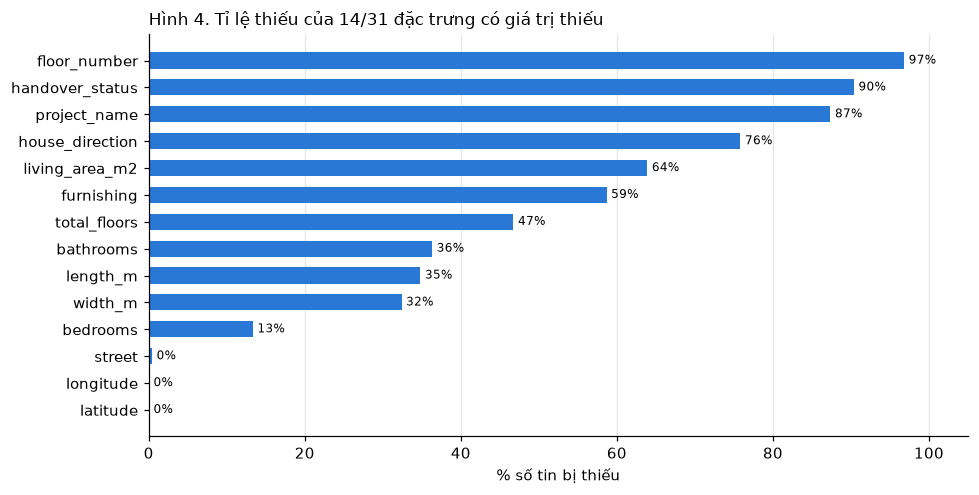 Hình 4. Tỉ lệ thiếu của 14/31 đặc trưng có giá trị thiếu
floor_number 97%
handover_status 90%
project_name 87%
house_direction 76%
living_area_m2 64%
furnishing 59%
total_floors 47%
bathrooms 36%
length_m 35%
width_m 32%
bedrooms 13%
street 0%
longitude 0%
latitude 0%
0 20 40 60 80 100
% số tin bị thiếu